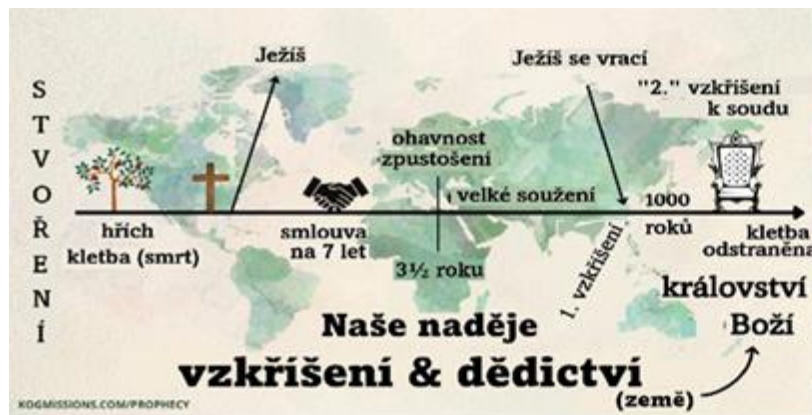 STVOŘENÍ
Ježíš
Ježíš se vrací
"2." vzkříšení
k soudu
ohavnost
zpustošení
velké soužení
1000
roků
hřích
kletba (smrt)
smlouva
na 7 let
3½ roku
1. vzkříšení
kletba
odstraněna
království
Boží
Naše naděje
vzkříšení & dědictví
(země)
KOGMISSIONS.COM/PROPHECY